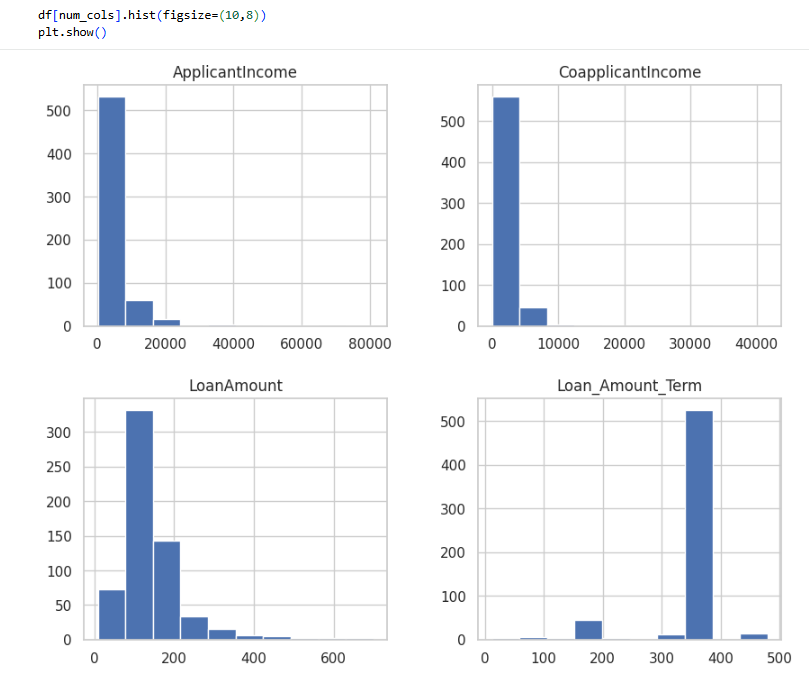 df[num_cols].hist(figsize=(10,8))
plt.show()
ApplicantIncome
500
400
300
200
100
0
0 20000 40000 60000 80000
CoapplicantIncome
500
400
300
200
100
0
0 10000 20000 30000 40000
LoanAmount
300
250
200
150
100
50
0
0 200 400 600
Loan_Amount_Term
500
400
300
200
100
0
0 100 200 300 400 500